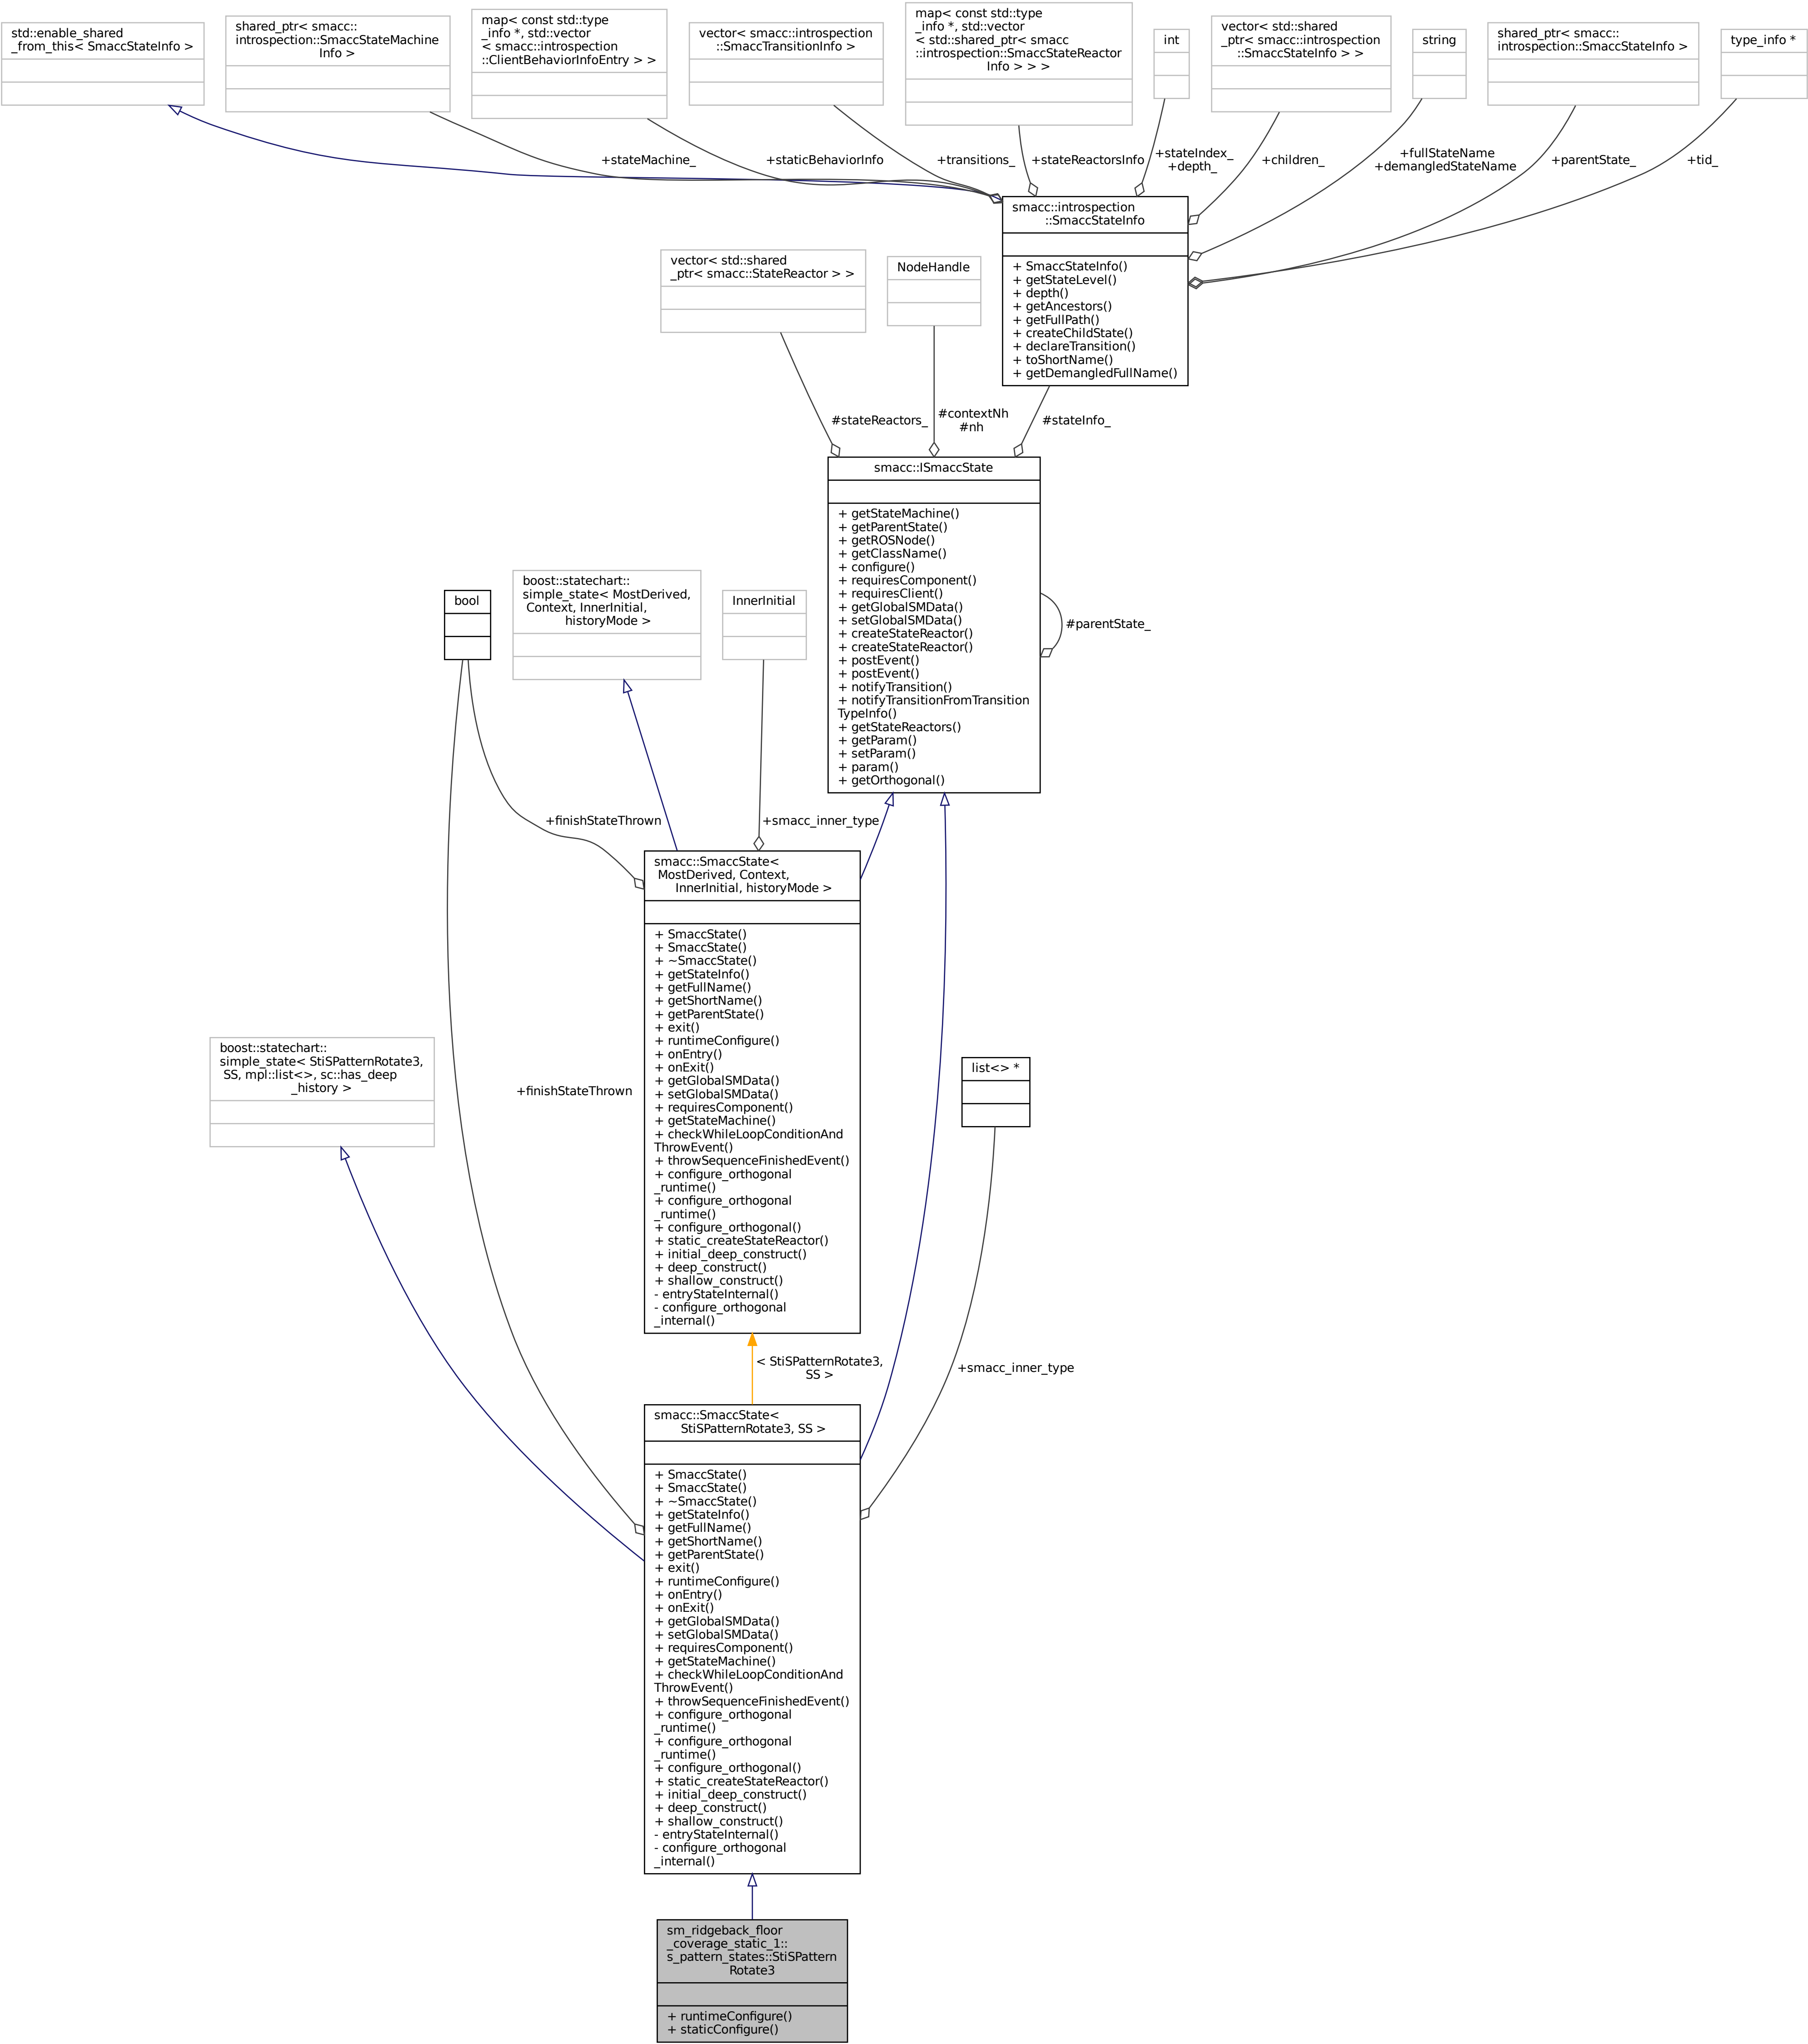 std::enable_shared
_from_this< SmaccStateInfo >
shared_ptr< smacc::
introspection::SmaccStateMachine
Info >
map< const std::type
_info *, std::vector
< smacc::introspection
::ClientBehaviorInfoEntry > >
vector< smacc::introspection
::SmaccTransitionInfo >
map< const std::type
_info *, std::vector
< std::shared_ptr< smacc
::introspection::SmaccStateReactor
Info > > >
int
vector< std::shared
_ptr< smacc::introspection
::SmaccStateInfo > >
string
shared_ptr< smacc::
introspection::SmaccStateInfo >
type_info *
+stateMachine_
+staticBehaviorInfo
+transitions_
+stateReactorsInfo
+stateIndex_
+depth_
+children_
+fullStateName
+demangledStateName
+parentState_
+tid_
smacc::introspection
::SmaccStateInfo
+ SmaccStateInfo()
+ getStateLevel()
+ depth()
+ getAncestors()
+ getFullPath()
+ createChildState()
+ declareTransition()
+ toShortName()
+ getDemangledFullName()
vector< std::shared
_ptr< smacc::StateReactor > >
NodeHandle
#stateReactors_
#contextNh
#nh
#stateInfo_
smacc::ISmaccState
+ getStateMachine()
+ getParentState()
+ getROSNode()
+ getClassName()
+ configure()
+ requiresComponent()
+ requiresClient()
+ getGlobalSMData()
+ setGlobalSMData()
+ createStateReactor()
+ createStateReactor()
+ postEvent()
+ postEvent()
+ notifyTransition()
+ notifyTransitionFromTransition
TypeInfo()
+ getStateReactors()
+ getParam()
+ setParam()
+ param()
+ getOrthogonal()
#parentState_
bool
boost::statechart::
simple_state< MostDerived,
Context, InnerInitial,
historyMode >
InnerInitial
+finishStateThrown
+smacc_inner_type
smacc::SmaccState<
MostDerived, Context,
InnerInitial, historyMode >
+ SmaccState()
+ SmaccState()
+ ~SmaccState()
+ getStateInfo()
+ getFullName()
+ getShortName()
+ getParentState()
+ exit()
+ runtimeConfigure()
+ onEntry()
+ onExit()
+ getGlobalSMData()
+ setGlobalSMData()
+ requiresComponent()
+ getStateMachine()
+ checkWhileLoopConditionAnd
ThrowEvent()
+ throwSequenceFinishedEvent()
+ configure_orthogonal
_runtime()
+ configure_orthogonal
_runtime()
+ configure_orthogonal()
+ static_createStateReactor()
+ initial_deep_construct()
+ deep_construct()
+ shallow_construct()
- entryStateInternal()
- configure_orthogonal
_internal()
boost::statechart::
simple_state< StiSPatternRotate3,
SS, mpl::list<>, sc::has_deep
_history >
+finishStateThrown
list<> *
< StiSPatternRotate3,
SS >
+smacc_inner_type
smacc::SmaccState<
StiSPatternRotate3, SS >
+ SmaccState()
+ SmaccState()
+ ~SmaccState()
+ getStateInfo()
+ getFullName()
+ getShortName()
+ getParentState()
+ exit()
+ runtimeConfigure()
+ onEntry()
+ onExit()
+ getGlobalSMData()
+ setGlobalSMData()
+ requiresComponent()
+ getStateMachine()
+ checkWhileLoopConditionAnd
ThrowEvent()
+ throwSequenceFinishedEvent()
+ configure_orthogonal
_runtime()
+ configure_orthogonal
_runtime()
+ configure_orthogonal()
+ static_createStateReactor()
+ initial_deep_construct()
+ deep_construct()
+ shallow_construct()
- entryStateInternal()
- configure_orthogonal
_internal()
sm_ridgeback_floor
_coverage_static_1::
s_pattern_states::StiSPattern
Rotate3
+ runtimeConfigure()
+ staticConfigure()